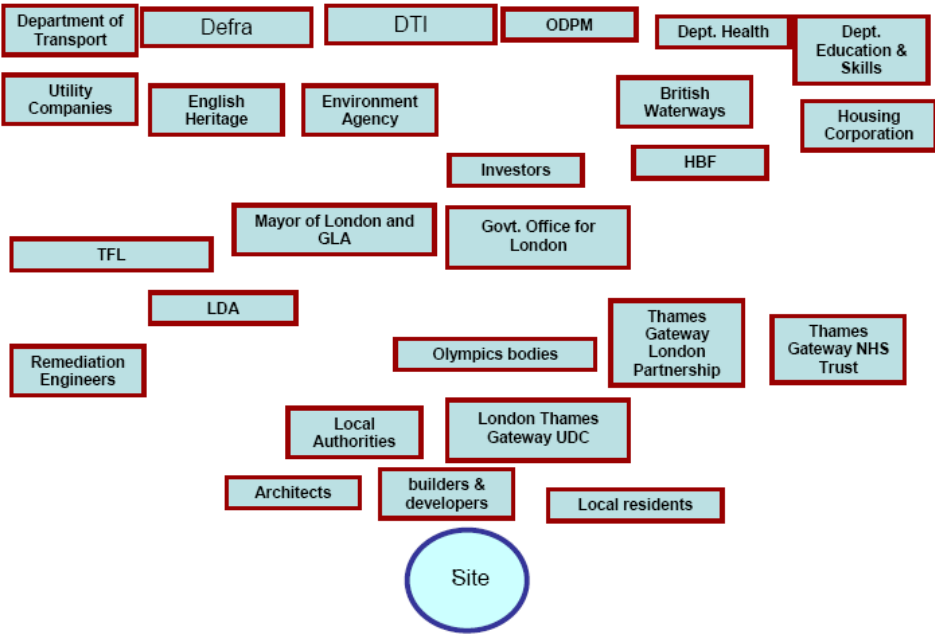 Department of
Transport
Defra
DTI
ODPM
Dept. Health
Dept.
Education &
Skills
Utility
Companies
English
Heritage
Environment
Agency
British
Waterways
Housing
Corporation
Investors
HBF
Mayor of London and
GLA
Govt. Office for
London
TFL
LDA
Remediation
Engineers
Olympics bodies
Thames
Gateway
London
Partnership
Thames
Gateway NHS
Trust
Local
Authorities
London Thames
Gateway UDC
Architects
builders &
developers
Local residents
Site